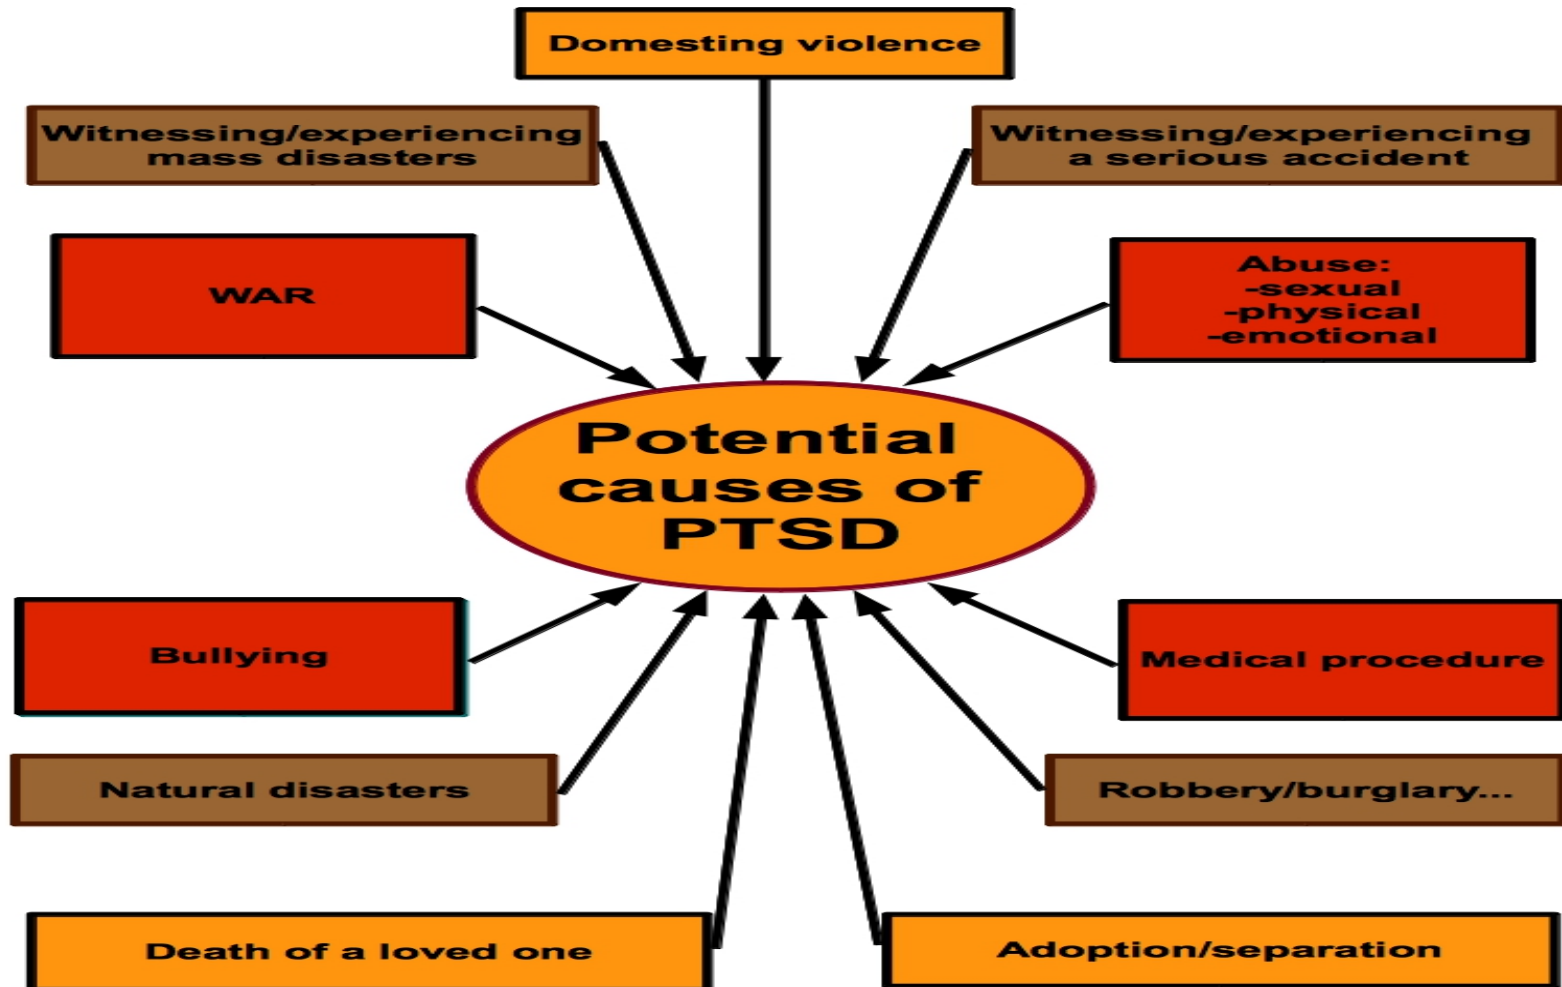 Domesting violence
Witnessing/experiencing
mass disasters
Witnessing/experiencing
a serious accident
WAR
Abuse:
-sexual
-physical
-emotional
Potential
causes of
PTSD
Bullying
Medical procedure
Natural disasters
Robbery/burglary...
Death of a loved one
Adoption/separation